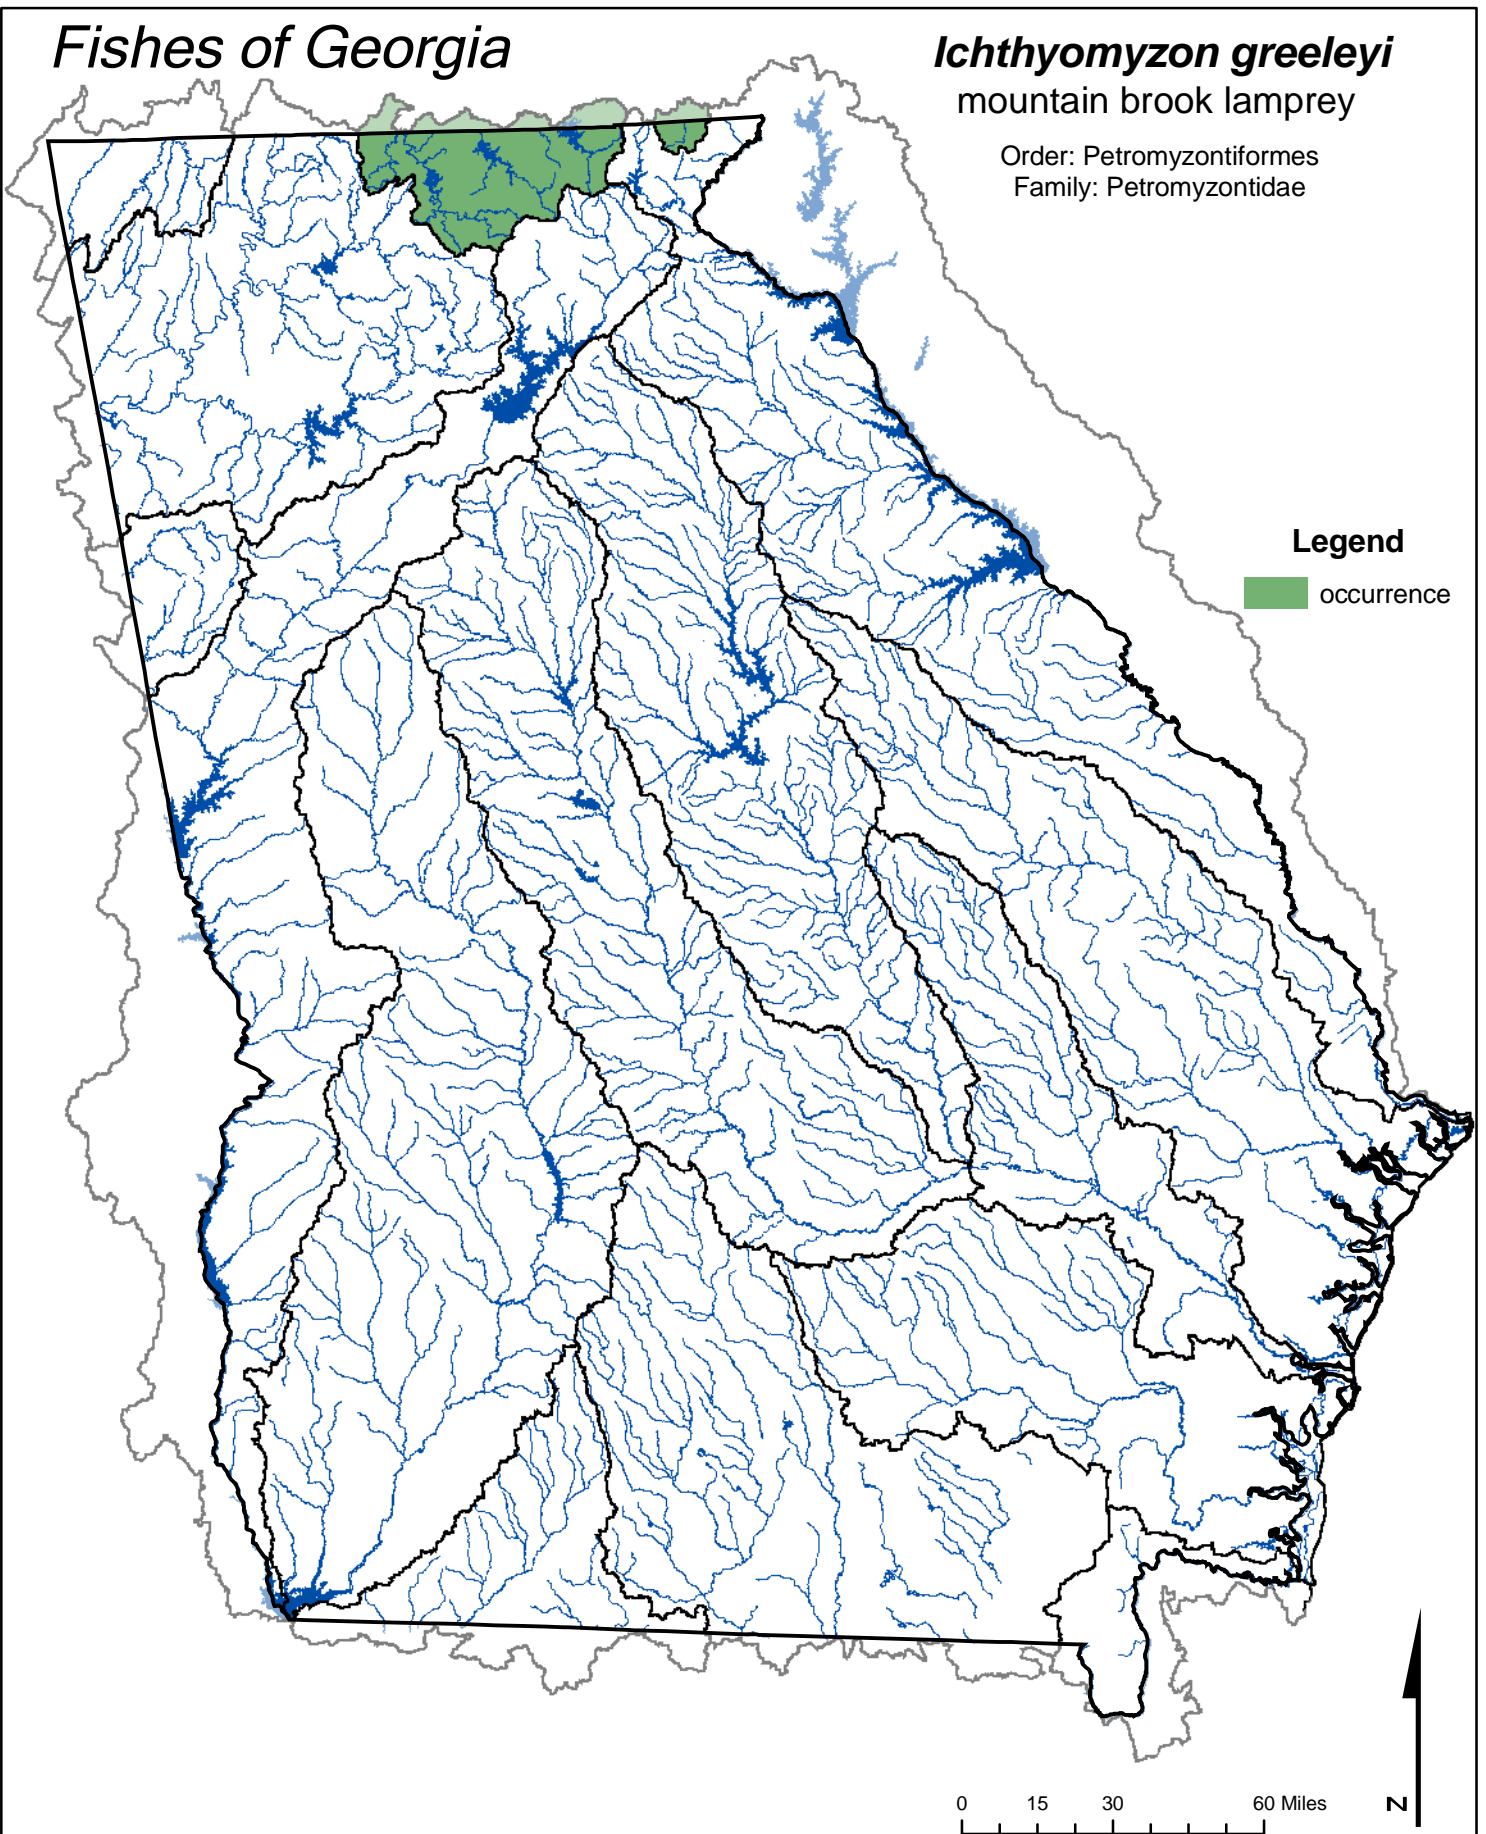 Fishes of Georgia
Ichthyomyzon greeleyi
mountain brook lamprey
Order: Petromyzontiformes
Family: Petromyzontidae
Legend
occurrence
0 15 30 60 Miles
N